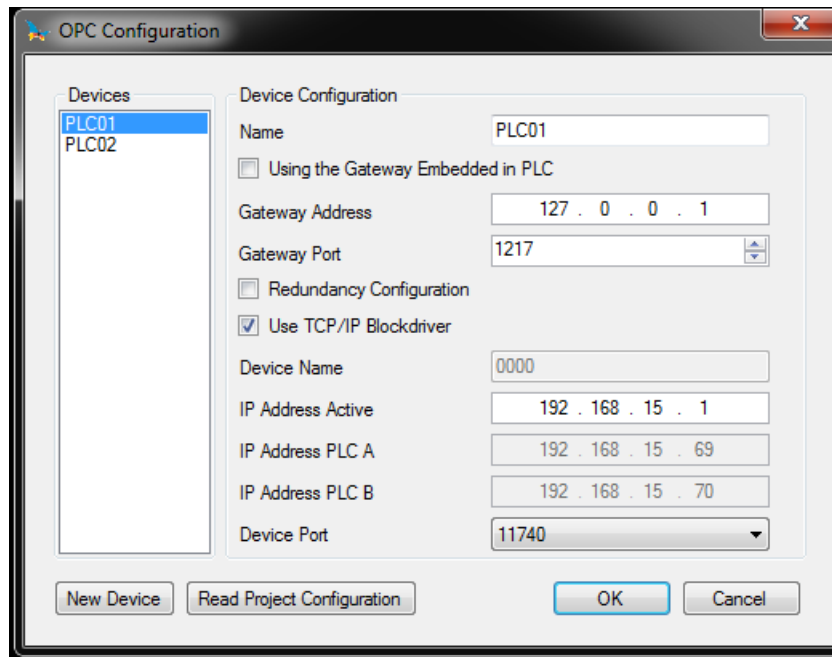 OPC Configuration
Devices
PLC01
PLC02
Device Configuration
Name PLC01
Using the Gateway Embedded in PLC
Gateway Address 127 . 0 . 0 . 1
Gateway Port 1217
Redundancy Configuration
Use TCP/IP Blockdriver
Device Name 0000
IP Address Active 192 . 168 . 15 . 1
IP Address PLC A 192 . 168 . 15 . 69
IP Address PLC B 192 . 168 . 15 . 70
Device Port 11740
New Device Read Project Configuration OK Cancel